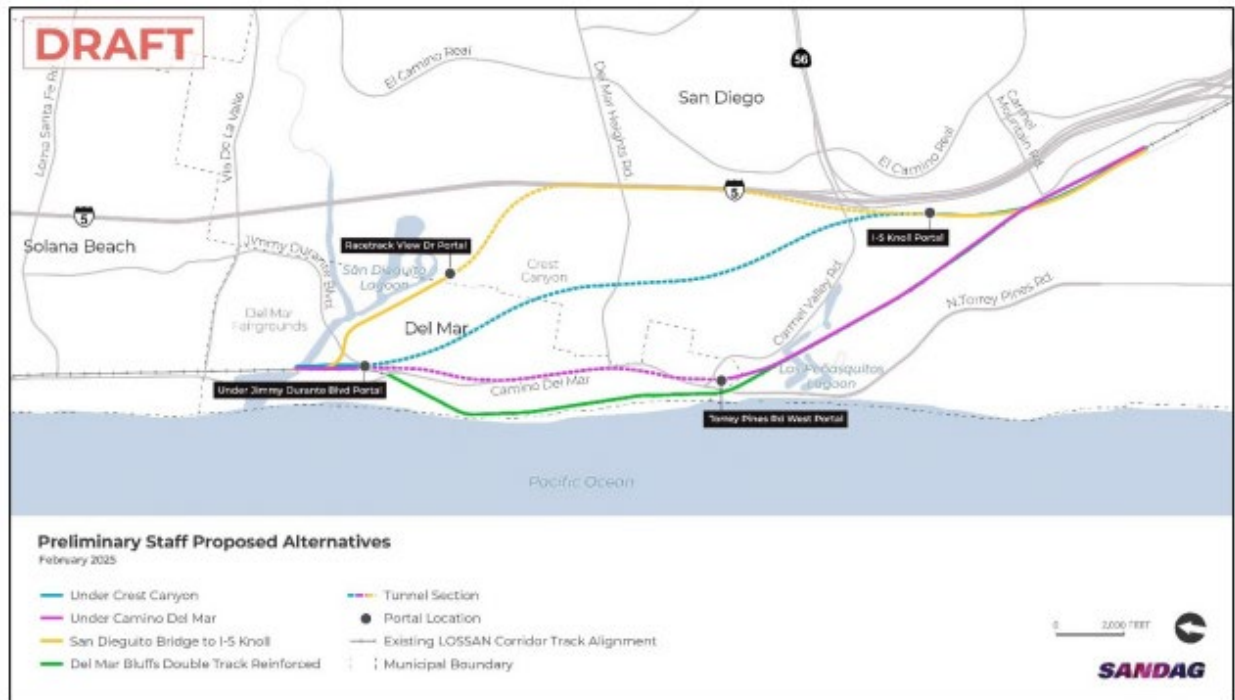 DRAFT
Loma Santa Fe Rd
Via De La Valle
El Camino Real
Del Mar Heights Rd.
San Diego
56
El Camino Real
Carmel Mountain Rd.
5
Solana Beach
Jimmy Durante Blvd.
Racetrack View Dr Portal
San Dieguito
Lagoon
Crest
Canyon
5
I-5 Knoll Portal
Del Mar
Fairgrounds
Del Mar
Carmel Valley Rd.
N.Torrey Pines Rd.
Under Jimmy Durante Blvd Portal
Camino Del Mar
Los Peñasquitos
Lagoon
Torrey Pines Rd West Portal
Pacific Ocean
Preliminary Staff Proposed Alternatives
February 2025
Under Crest Canyon
Under Camino Del Mar
San Dieguito Bridge to I-5 Knoll
Del Mar Bluffs Double Track Reinforced
Tunnel Section
Portal Location
Existing LOSSAN Corridor Track Alignment
Municipal Boundary
0 2,000 FEET
SANDAG